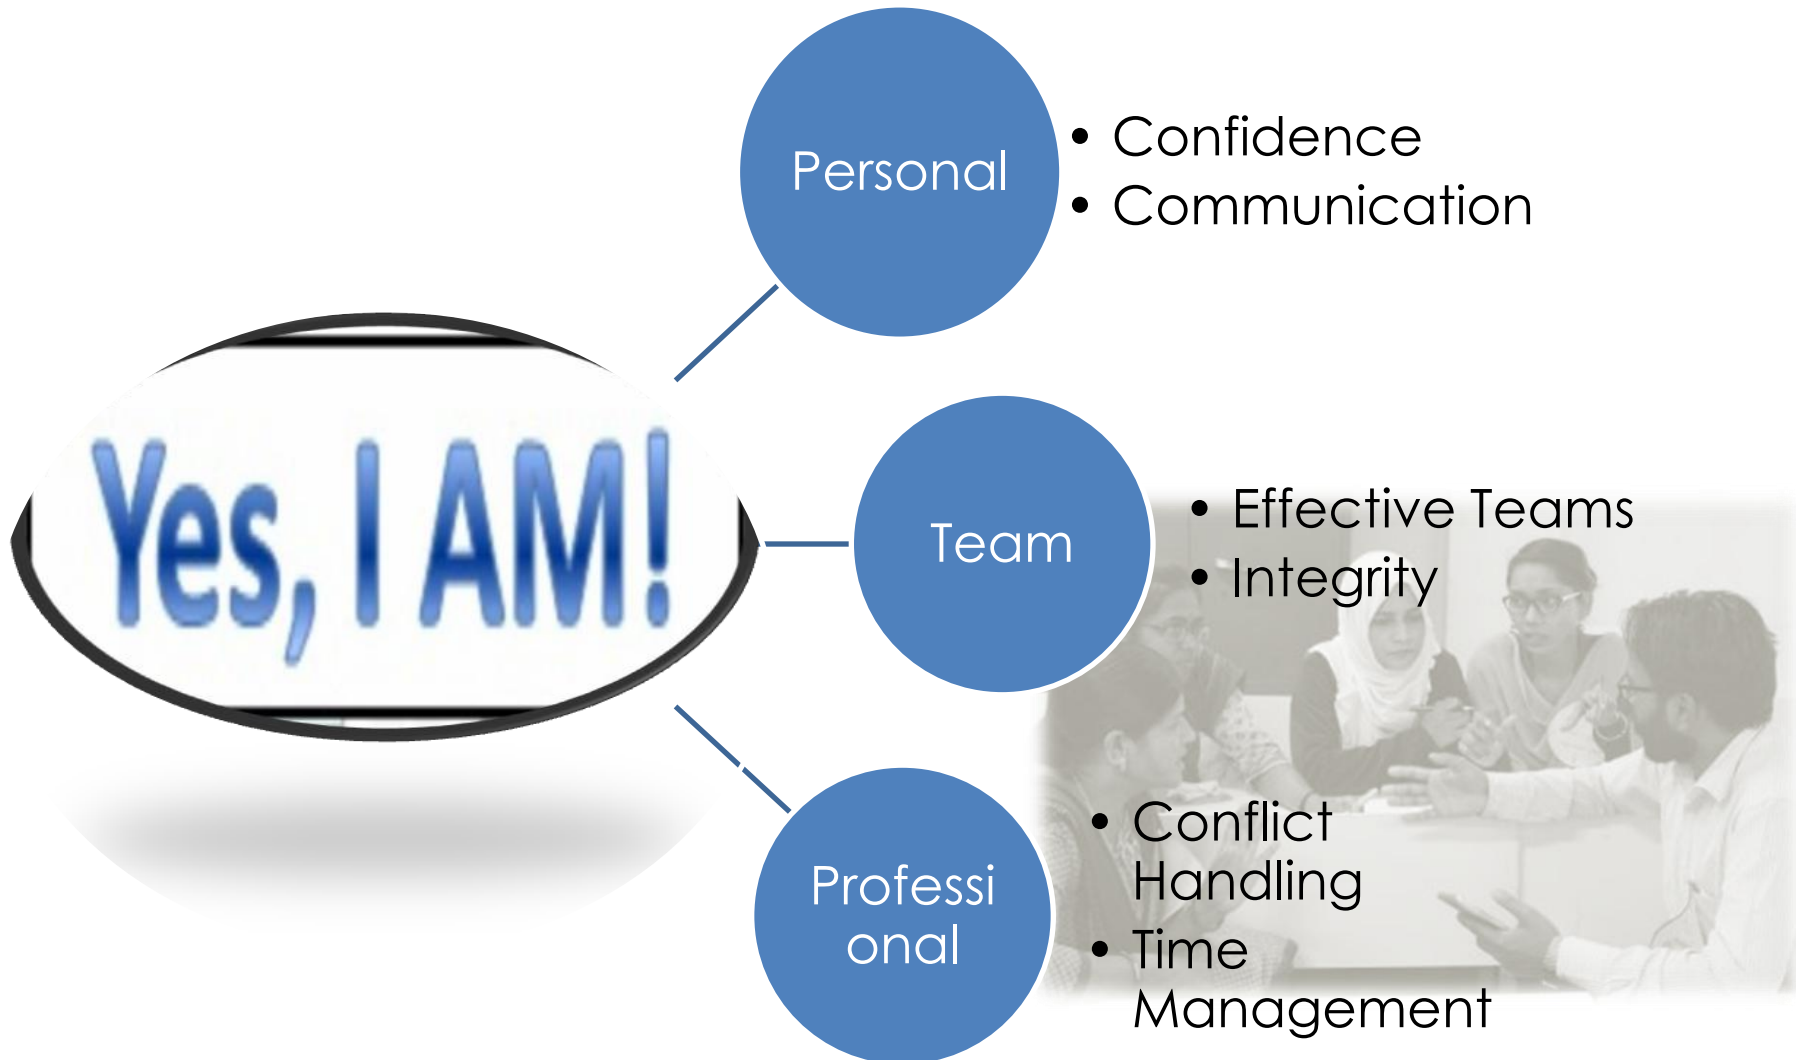 Personal
• Confidence
• Communication
Yes, I AM!
Team
• Effective Teams
• Integrity
Professi
onal
• Conflict
Handling
• Time
Management